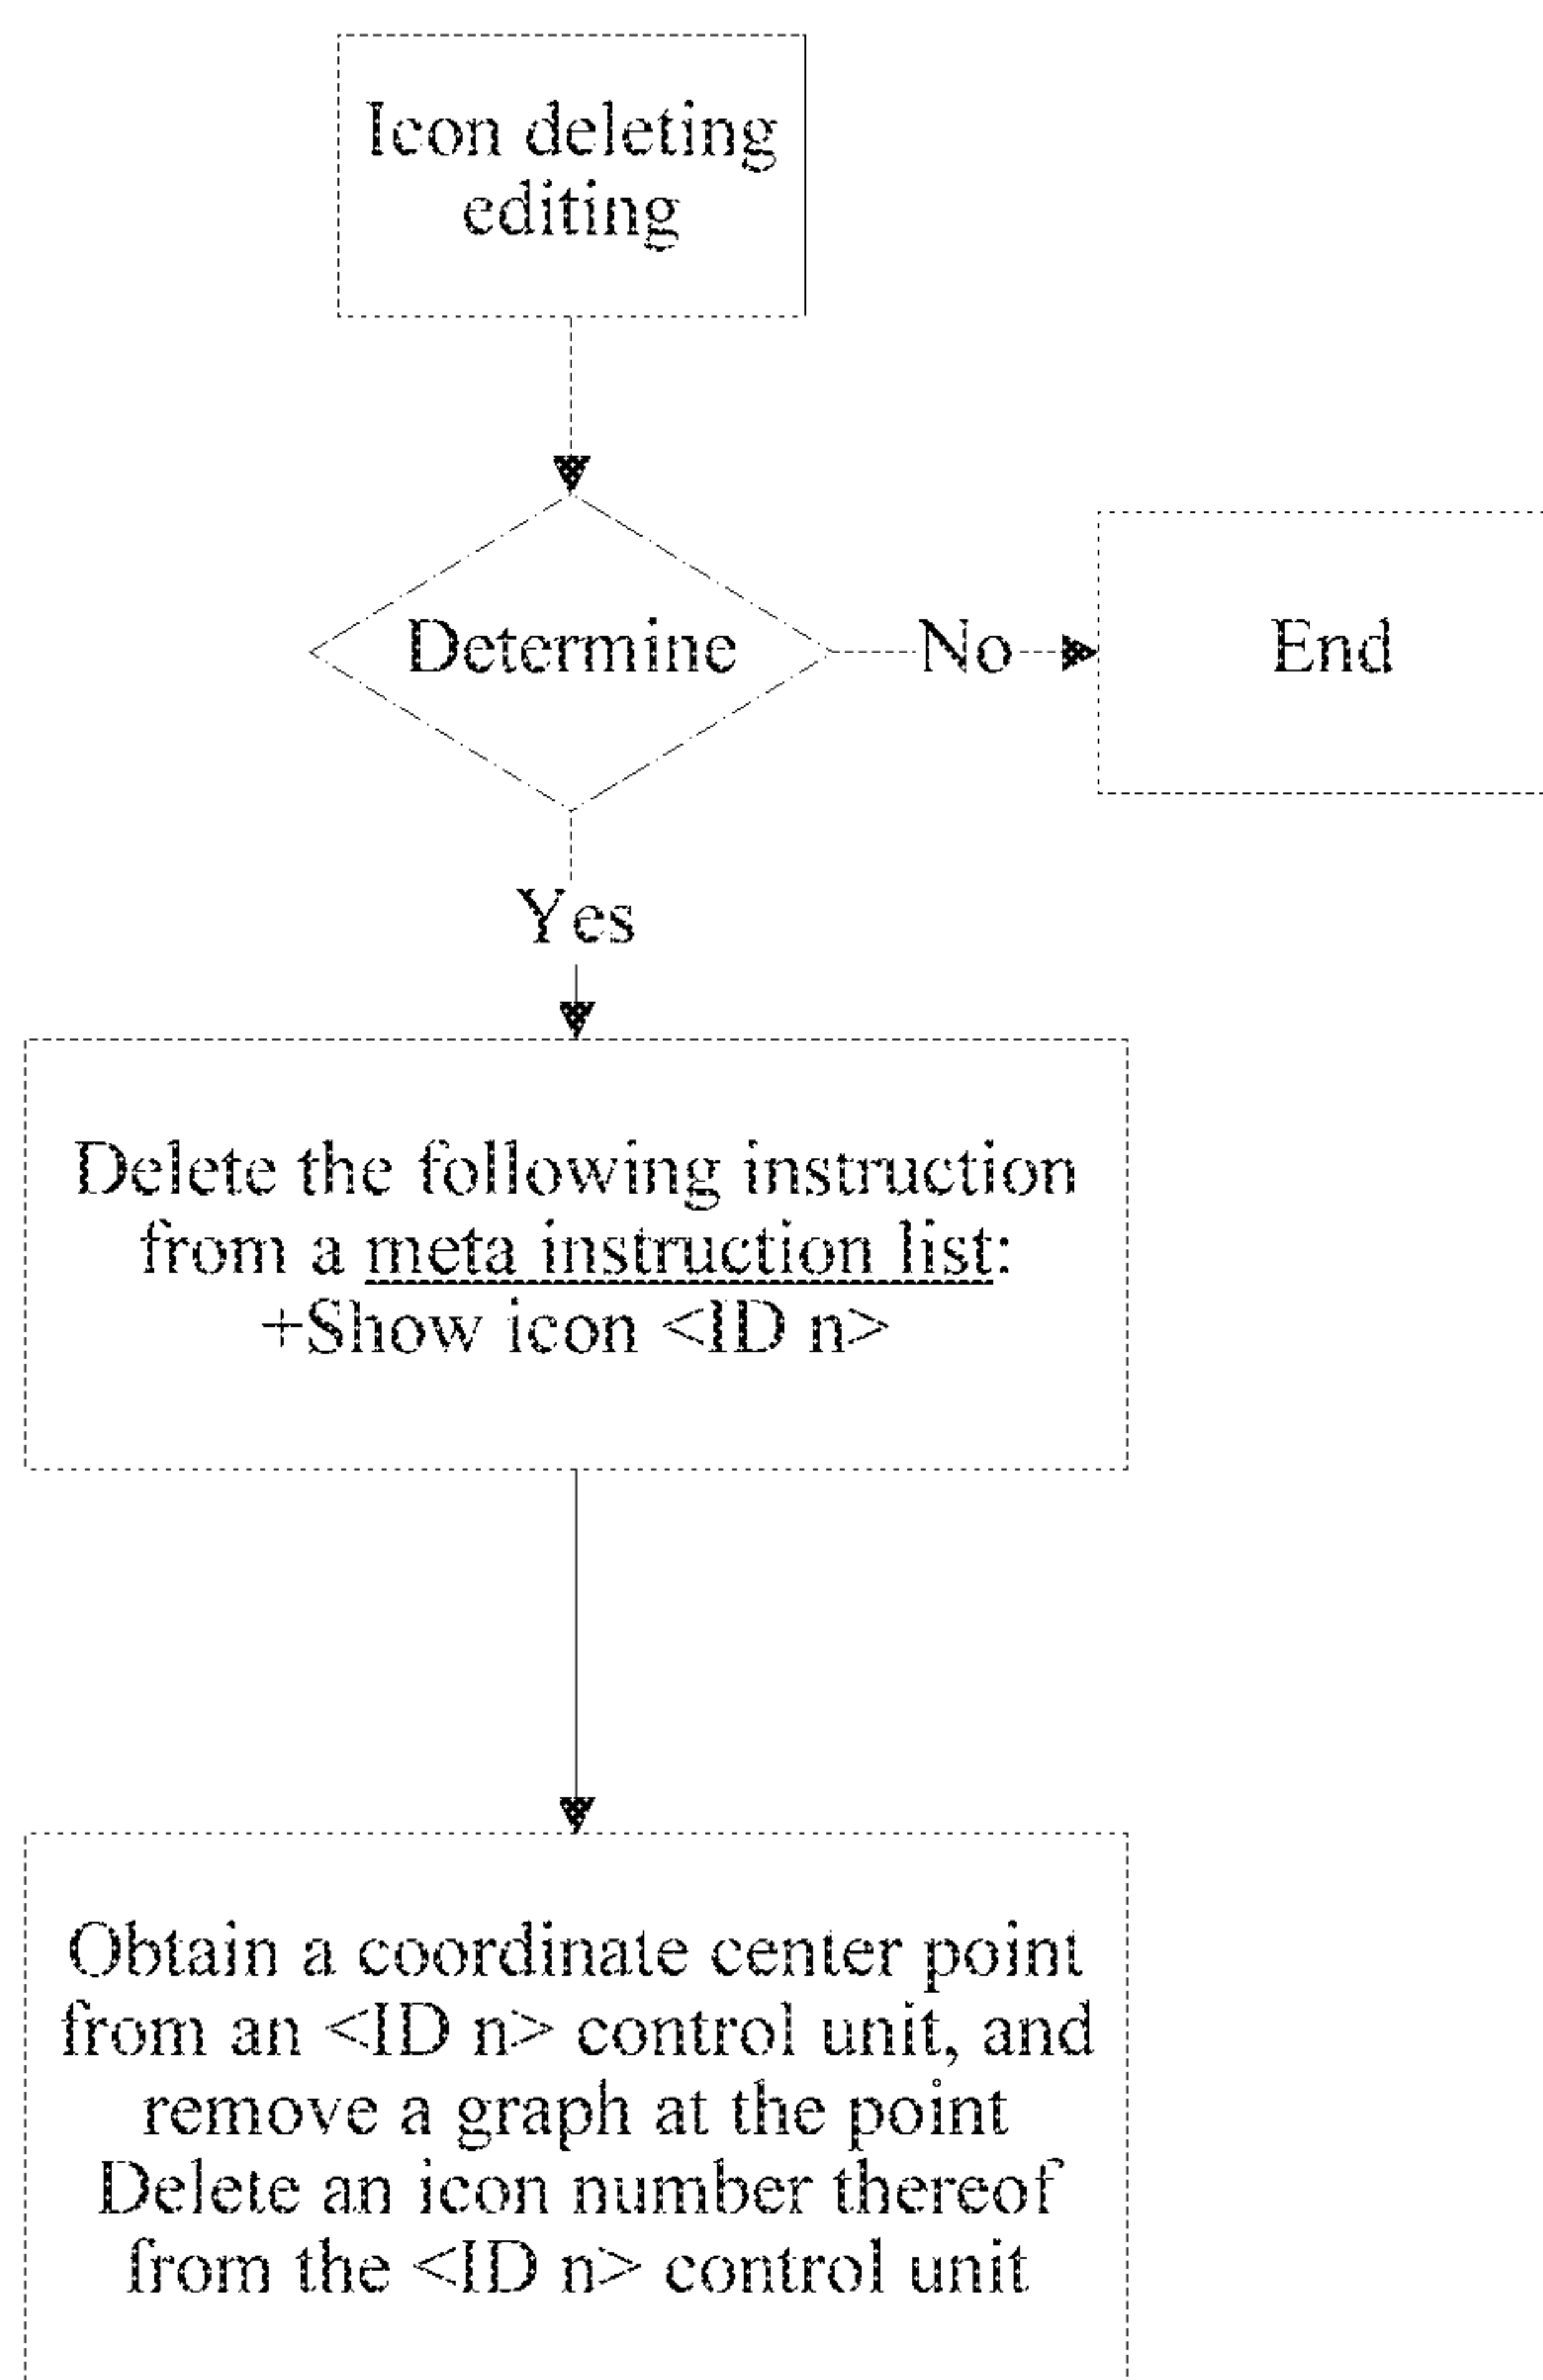 Icon deleting
editing
Determine
No
End
Yes
Delete the following instruction
from a meta instruction list:
+Show icon <ID n>
Obtain a coordinate center point
from an <ID n> control unit, and
remove a graph at the point
Delete an icon number thereof
from the <ID n> control unit